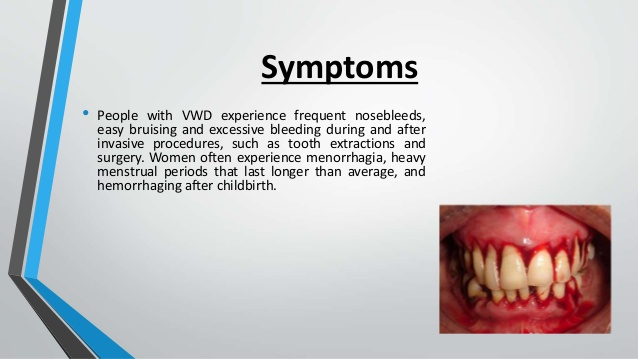 Symptoms
• People with VWD experience frequent nosebleeds,
easy bruising and excessive bleeding during and after
invasive procedures, such as tooth extractions and
surgery. Women often experience menorrhagia, heavy
menstrual periods that last longer than average, and
hemorrhaging after childbirth.